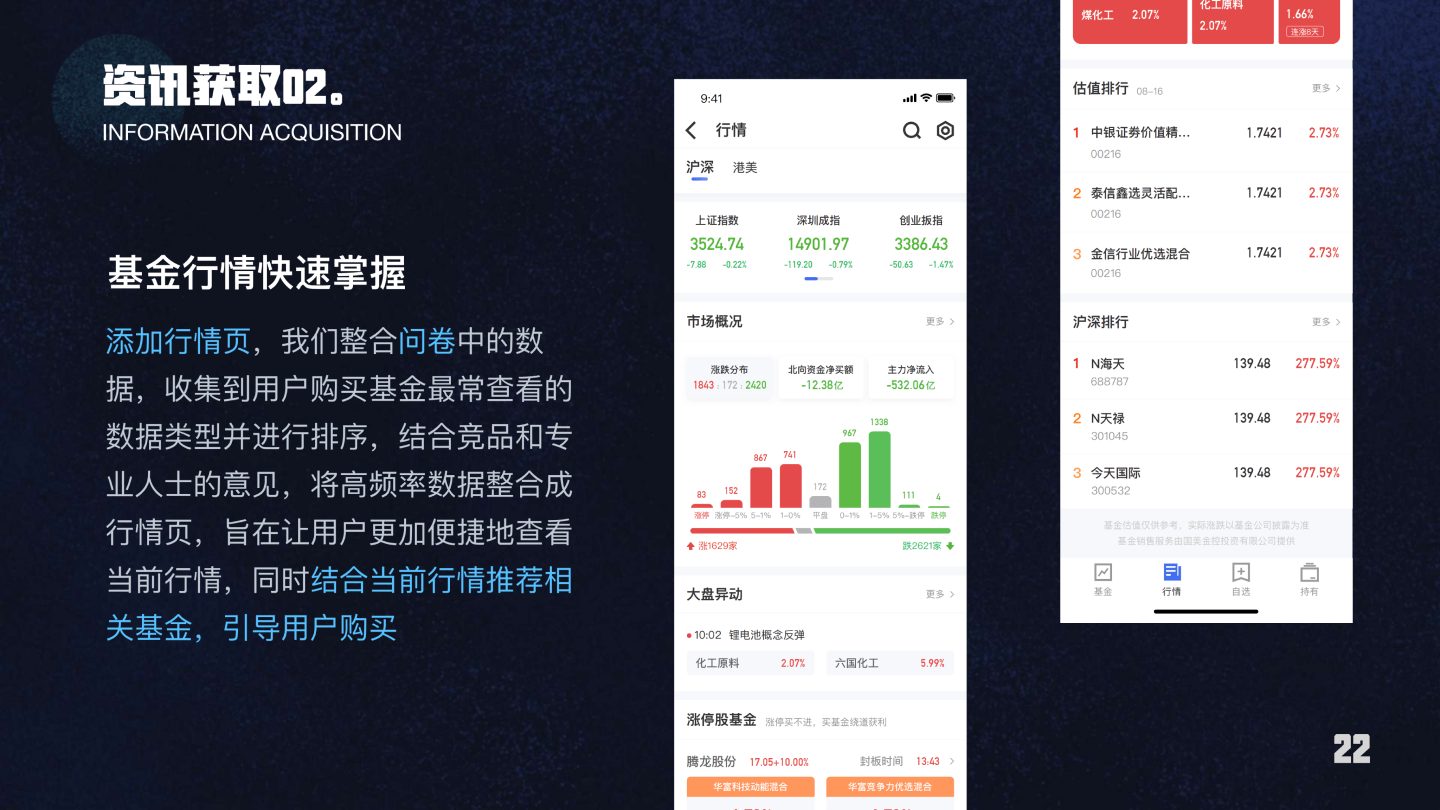 资讯获取02。
INFORMATION ACQUISITION
基金行情快速掌握
添加行情页，我们整合问卷中的数
据，收集到用户购买基金最常查看的
数据类型并进行排序，结合竞品和专
业人士的意见，将高频率数据整合成
行情页，旨在让用户更加便捷地查看
当前行情，同时结合当前行情推荐相
关基金，引导用户购买
9:41
行情
沪深 港美
上证指数 深圳成指 创业扳指
3524.74 14901.97 3386.43
-7.88 -0.22% -119.20 -0.79% -50.63 -1.47%
市场概况 更多
涨跌分布 北向资金净买额 主力净流入
1843 : 172 : 2420 -12.38亿 -532.06亿
83 152 867 741 172 967 1338 111 4
涨停 涨停-5% 5-1% 1-0% 平盘 0-1% 1-5% 5%-跌停 跌停
涨1629家 跌2621家
大盘异动 更多
10:02 锂电池概念反弹
化工原料 2.07% 六国化工 5.99%
涨停股基金 涨停买不进，买基金绕道获利
腾龙股份 17.05+10.00% 封板时间 13:43
华富科技动能混合 华富竞争力优选混合
煤化工 2.07%
化工原料
2.07%
1.66%
连涨8天
估值排行 08-16 更多
1 中银证券价值精... 1.7421 2.73%
00216
2 泰信鑫选灵活配... 1.7421 2.73%
00216
3 金信行业优选混合 1.7421 2.73%
00216
沪深排行 更多
1 N海天 139.48 277.59%
688787
2 N天禄 139.48 277.59%
301045
3 今天国际 139.48 277.59%
300532
基金估值仅供参考，实际涨跌以基金公司披露为准
基金销售服务由国美金控投资有限公司提供
基金 行情 自选 持有
22